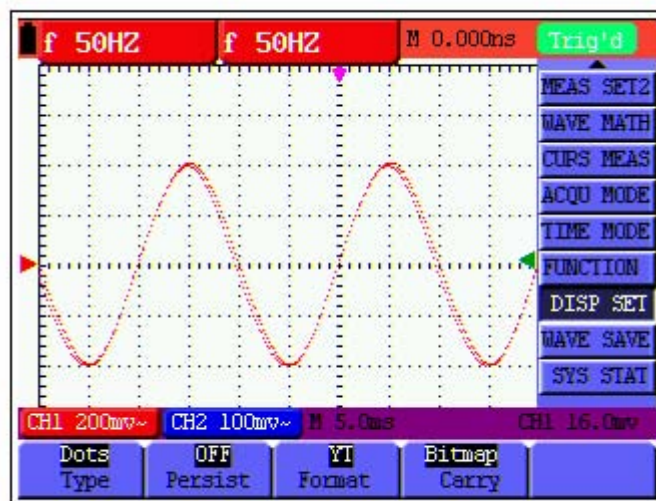 f 50HZ f 50HZ M 0.000ns Trig'd
MEAS SET2
WAVE MATH
CURS MEAS
ACQU MODE
TIME MODE
FUNCTION
DISP SET
WAVE SAVE
SYS STAT
CH1 200mv~ CH2 100mv~ M 5.0ms CH1 16.0mv
Dots OFF YT Bitmap
Type Persist Format Carry